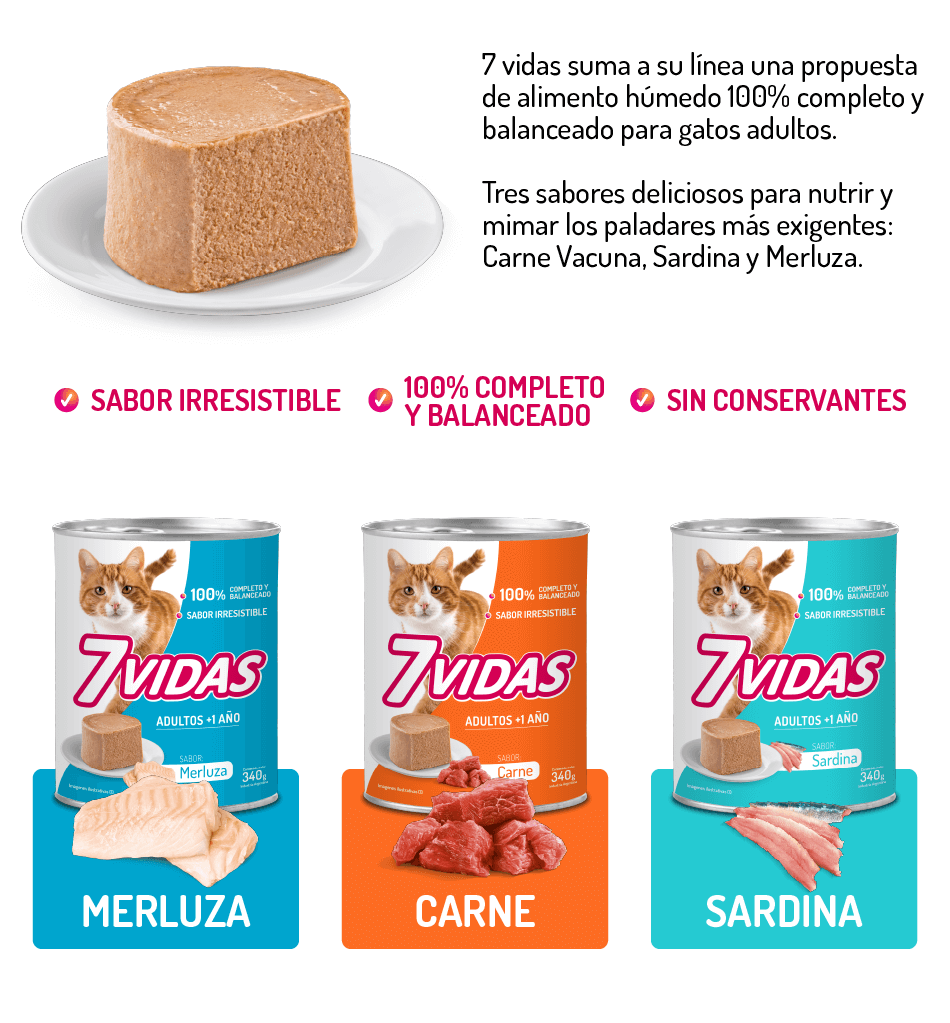 7 vidas suma a su línea una propuesta
de alimento húmedo 100% completo y
balanceado para gatos adultos.
Tres sabores deliciosos para nutrir y
mimar los paladares más exigentes:
Carne Vacuna, Sardina y Merluza.
SABOR IRRESISTIBLE
100% COMPLETO
Y BALANCEADO
SIN CONSERVANTES
100% COMPLETO Y
BALANCEADO
SABOR IRRESISTIBLE
7VIDAS
ADULTOS +1 AÑO
SABOR:
Merluza
340g
MERLUZA
100% COMPLETO Y
BALANCEADO
SABOR IRRESISTIBLE
7VIDAS
ADULTOS +1 AÑO
SABOR:
Carne
340g
CARNE
100% COMPLETO Y
BALANCEADO
SABOR IRRESISTIBLE
7VIDAS
ADULTOS +1 AÑO
SABOR:
Sardina
340g
SARDINA